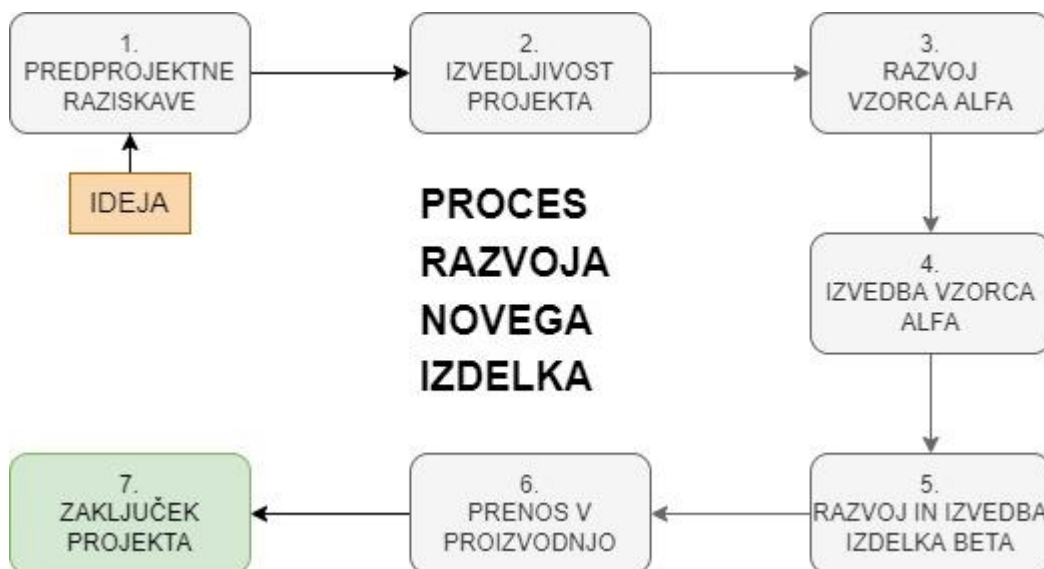 1.
PREDPROJEKTNE
RAZISKAVE
2.
IZVEDLJIVOST
PROJEKTA
3.
RAZVOJ
VZORCA ALFA
IDEJA
PROCES
RAZVOJA
NOVEGA
IZDELKA
4.
IZVEDBA VZORCA
ALFA
5.
RAZVOJ IN IZVEDBA
IZDELKA BETA
6.
PRENOS V
PROIZVODNJO
7.
ZAKLJUČEK
PROJEKTA